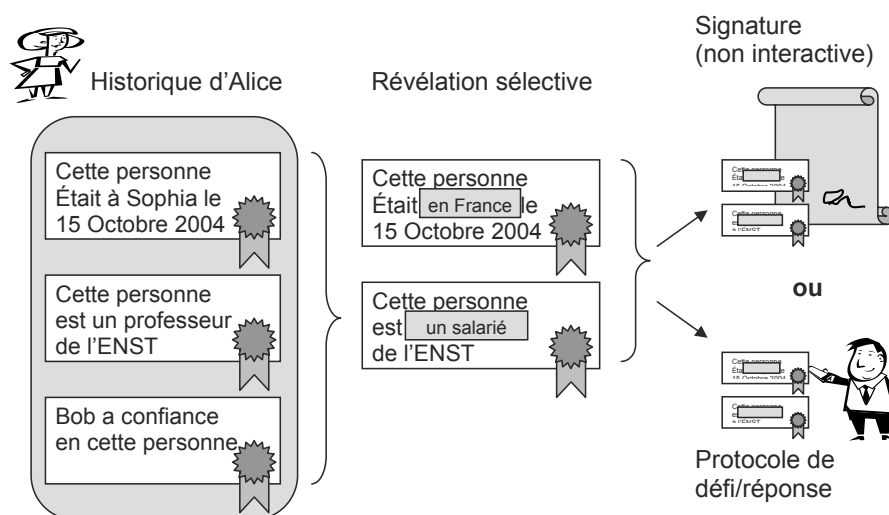 Historique d’Alice
Cette personne
Était à Sophia le
15 Octobre 2004
Cette personne
est un professeur
de l’ENST
Bob a confiance
en cette personne
Révélation sélective
Cette personne
Était en France le
15 Octobre 2004
Cette personne
est un salarié
de l’ENST
Signature
(non interactive)
ou
Protocole de
défi/réponse